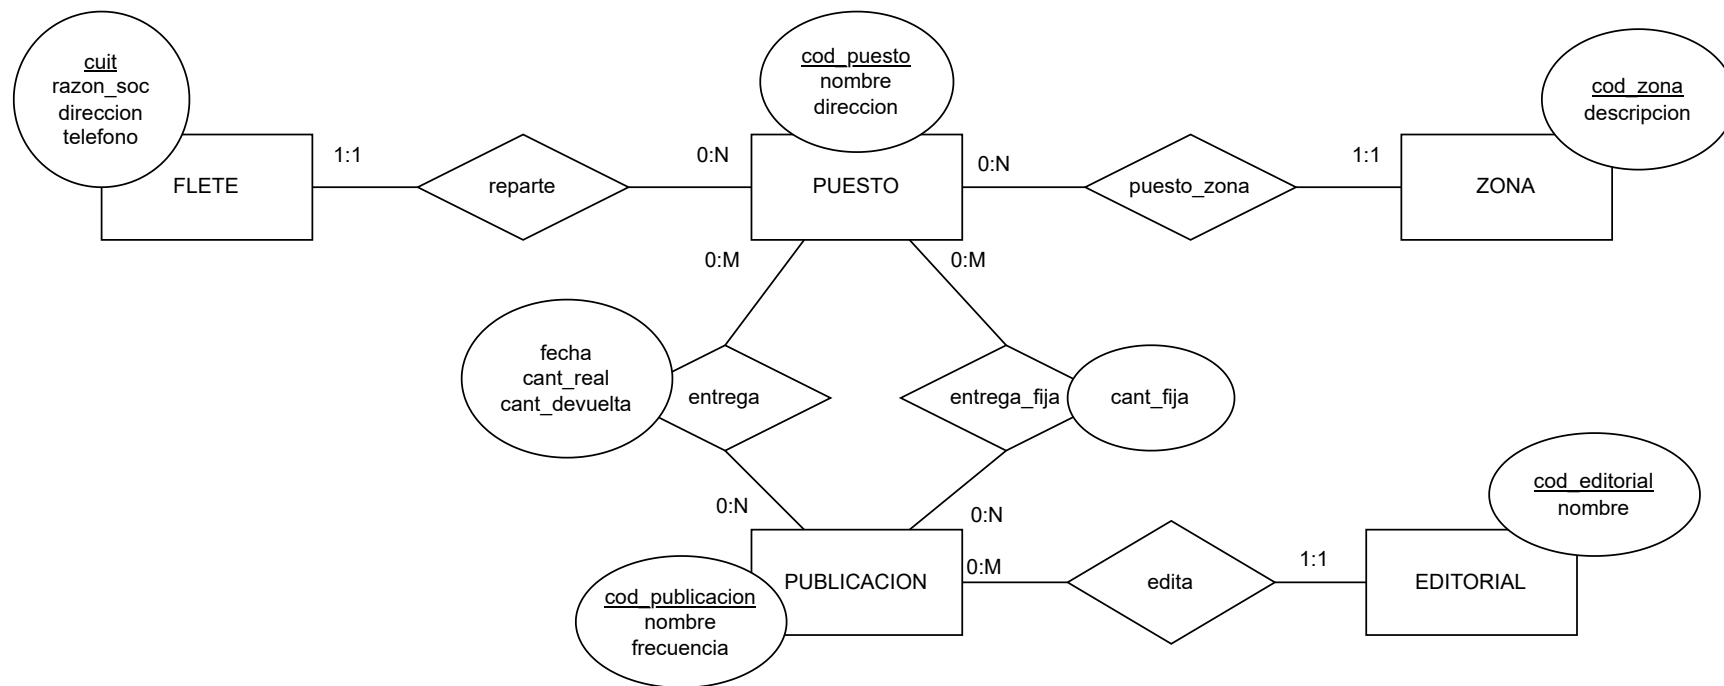 cuit
razon_soc
direccion
telefono
FLETE
1:1
reparte
0:N
cod_puesto
nombre
direccion
PUESTO
0:N
puesto_zona
1:1
cod_zona
descripcion
ZONA
0:M
0:M
fecha
cant_real
cant_devuelta
entrega
entrega_fija
cant_fija
0:N
0:N
cod_publicacion
nombre
frecuencia
PUBLICACION
0:M
edita
1:1
cod_editorial
nombre
EDITORIAL